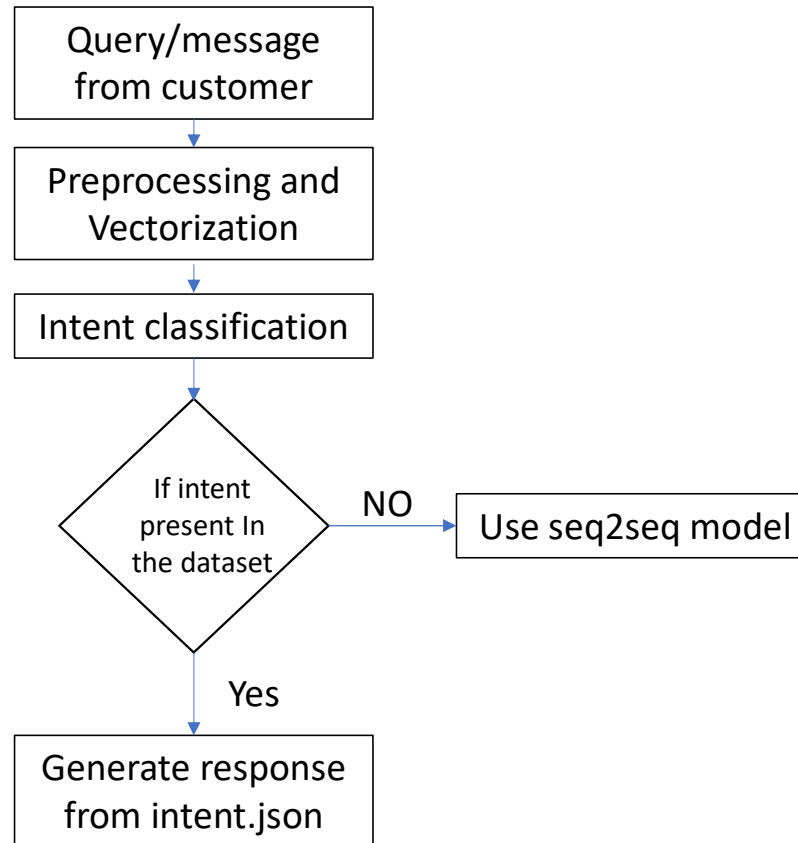 Query/message
from customer
Preprocessing and
Vectorization
Intent classification
If intent
present In
the dataset
NO
Use seq2seq model
Yes
Generate response
from intent.json